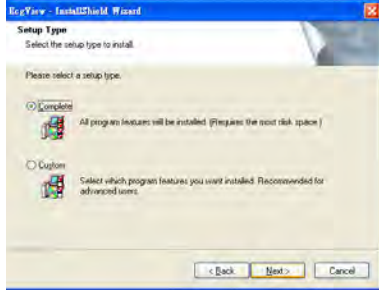 EcgView - InstallShield Wizard
Setup Type
Select the setup type to install.
Please select a setup type.
Complete
All program features will be installed. (Requires the most disk space.)
Custom
Select which program features you want installed. Recommended for
advanced users.
< Back
Next >
Cancel